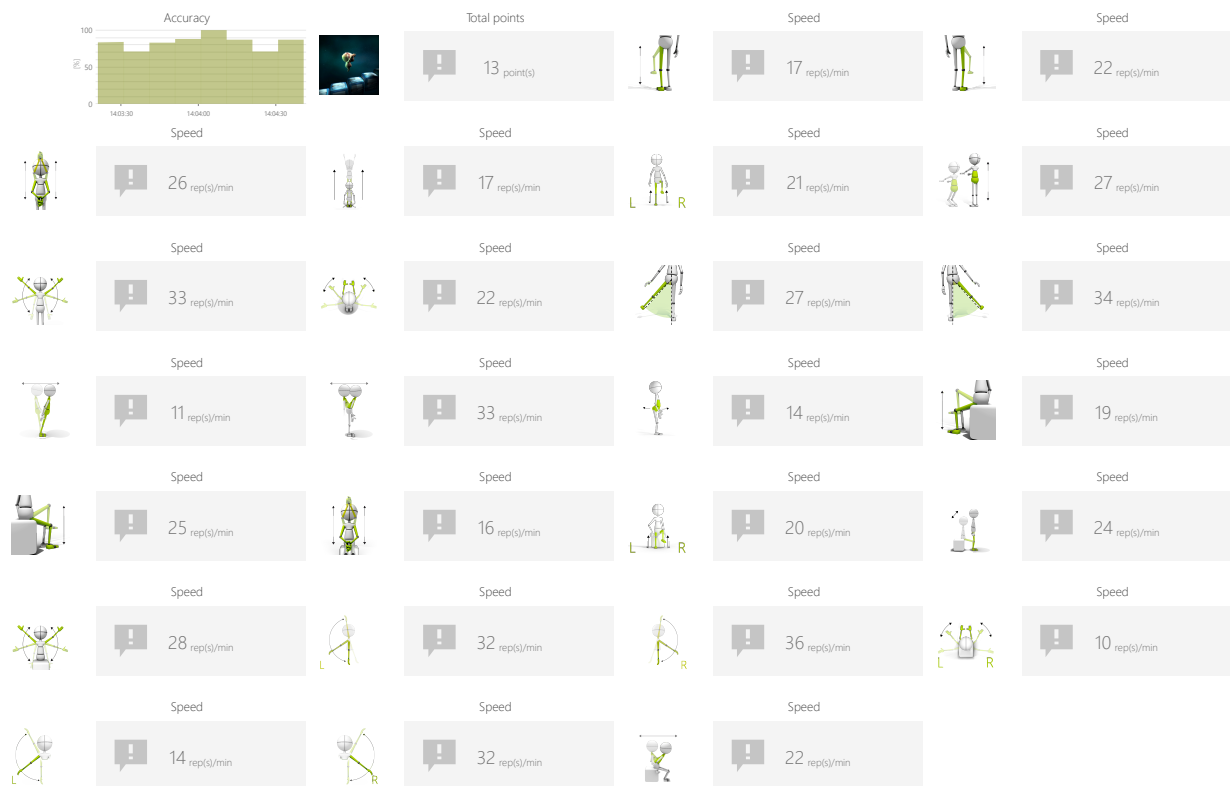 Accuracy
Total points
Speed
Speed
100
(%)
50
0
14:03:30
14:04:00
14:04:30
13 point(s)
17 rep(s)/min
22 rep(s)/min
Speed
Speed
Speed
Speed
26 rep(s)/min
17 rep(s)/min
L R
21 rep(s)/min
27 rep(s)/min
Speed
Speed
Speed
Speed
33 rep(s)/min
22 rep(s)/min
27 rep(s)/min
34 rep(s)/min
Speed
Speed
Speed
Speed
11 rep(s)/min
33 rep(s)/min
14 rep(s)/min
19 rep(s)/min
Speed
Speed
Speed
Speed
25 rep(s)/min
16 rep(s)/min
L R
20 rep(s)/min
24 rep(s)/min
Speed
Speed
Speed
Speed
28 rep(s)/min
L
32 rep(s)/min
R
36 rep(s)/min
L R
10 rep(s)/min
Speed
Speed
Speed
L
14 rep(s)/min
R
32 rep(s)/min
22 rep(s)/min